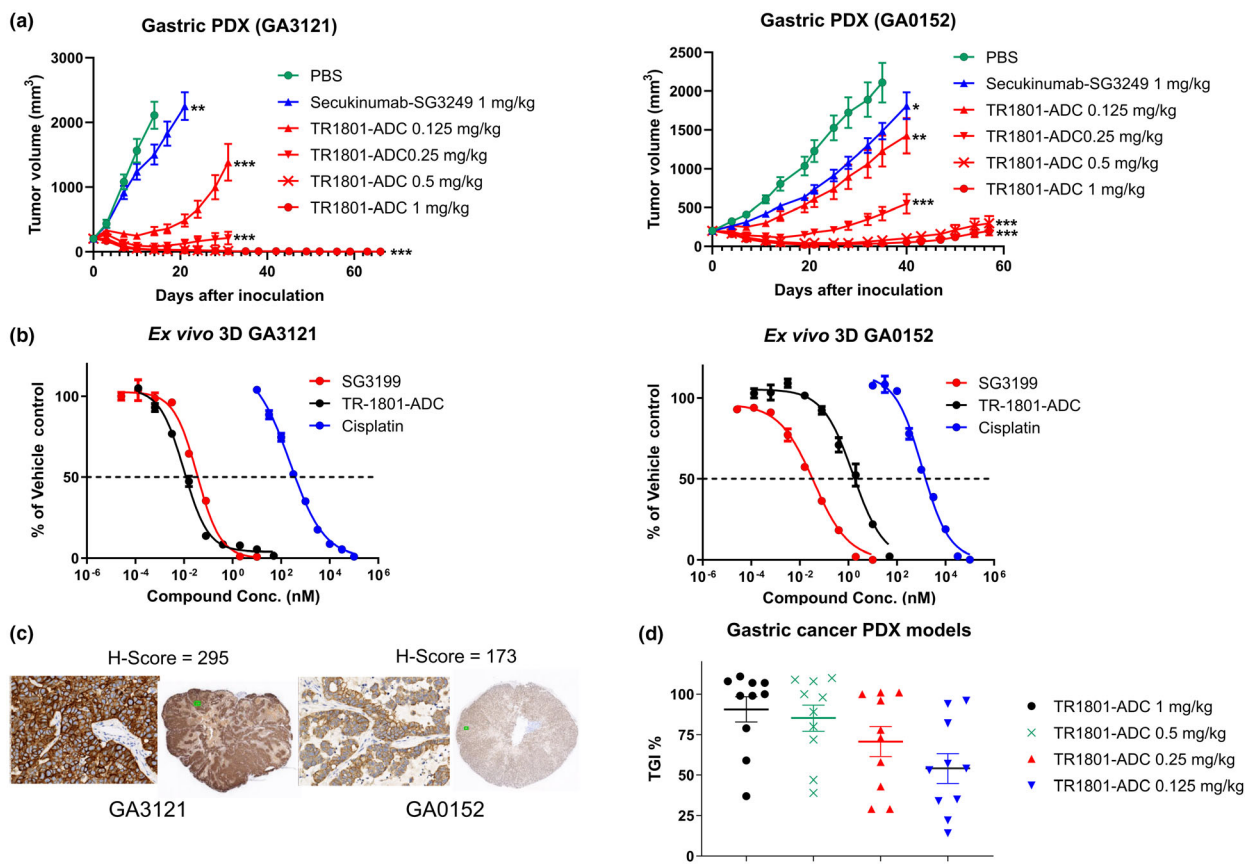 (a)
Gastric PDX (GA3121)
Tumor volume (mm³)
3000
2000
1000
0
0 20 40 60
Days after inoculation
PBS
Secukinumab-SG3249 1 mg/kg
TR1801-ADC 0.125 mg/kg
TR1801-ADC0.25 mg/kg
TR1801-ADC 0.5 mg/kg
TR1801-ADC 1 mg/kg
**
***
***
***
Gastric PDX (GA0152)
Tumor volume (mm³)
2500
2000
1500
1000
500
0
0 20 40 60
Days after inoculation
PBS
Secukinumab-SG3249 1 mg/kg
TR1801-ADC 0.125 mg/kg
TR1801-ADC0.25 mg/kg
TR1801-ADC 0.5 mg/kg
TR1801-ADC 1 mg/kg
*
**
***
***
***
(b)
Ex vivo 3D GA3121
% of Vehicle control
100
50
0
10⁻⁶ 10⁻⁴ 10⁻² 10⁰ 10² 10⁴ 10⁶
Compound Conc. (nM)
SG3199
TR-1801-ADC
Cisplatin
Ex vivo 3D GA0152
% of Vehicle control
100
50
0
10⁻⁶ 10⁻⁴ 10⁻² 10⁰ 10² 10⁴ 10⁶
Compound Conc. (nM)
SG3199
TR-1801-ADC
Cisplatin
(c)
H-Score = 295
GA3121
H-Score = 173
GA0152
(d)
Gastric cancer PDX models
TGI %
100
75
50
25
0
TR1801-ADC 1 mg/kg
TR1801-ADC 0.5 mg/kg
TR1801-ADC 0.25 mg/kg
TR1801-ADC 0.125 mg/kg